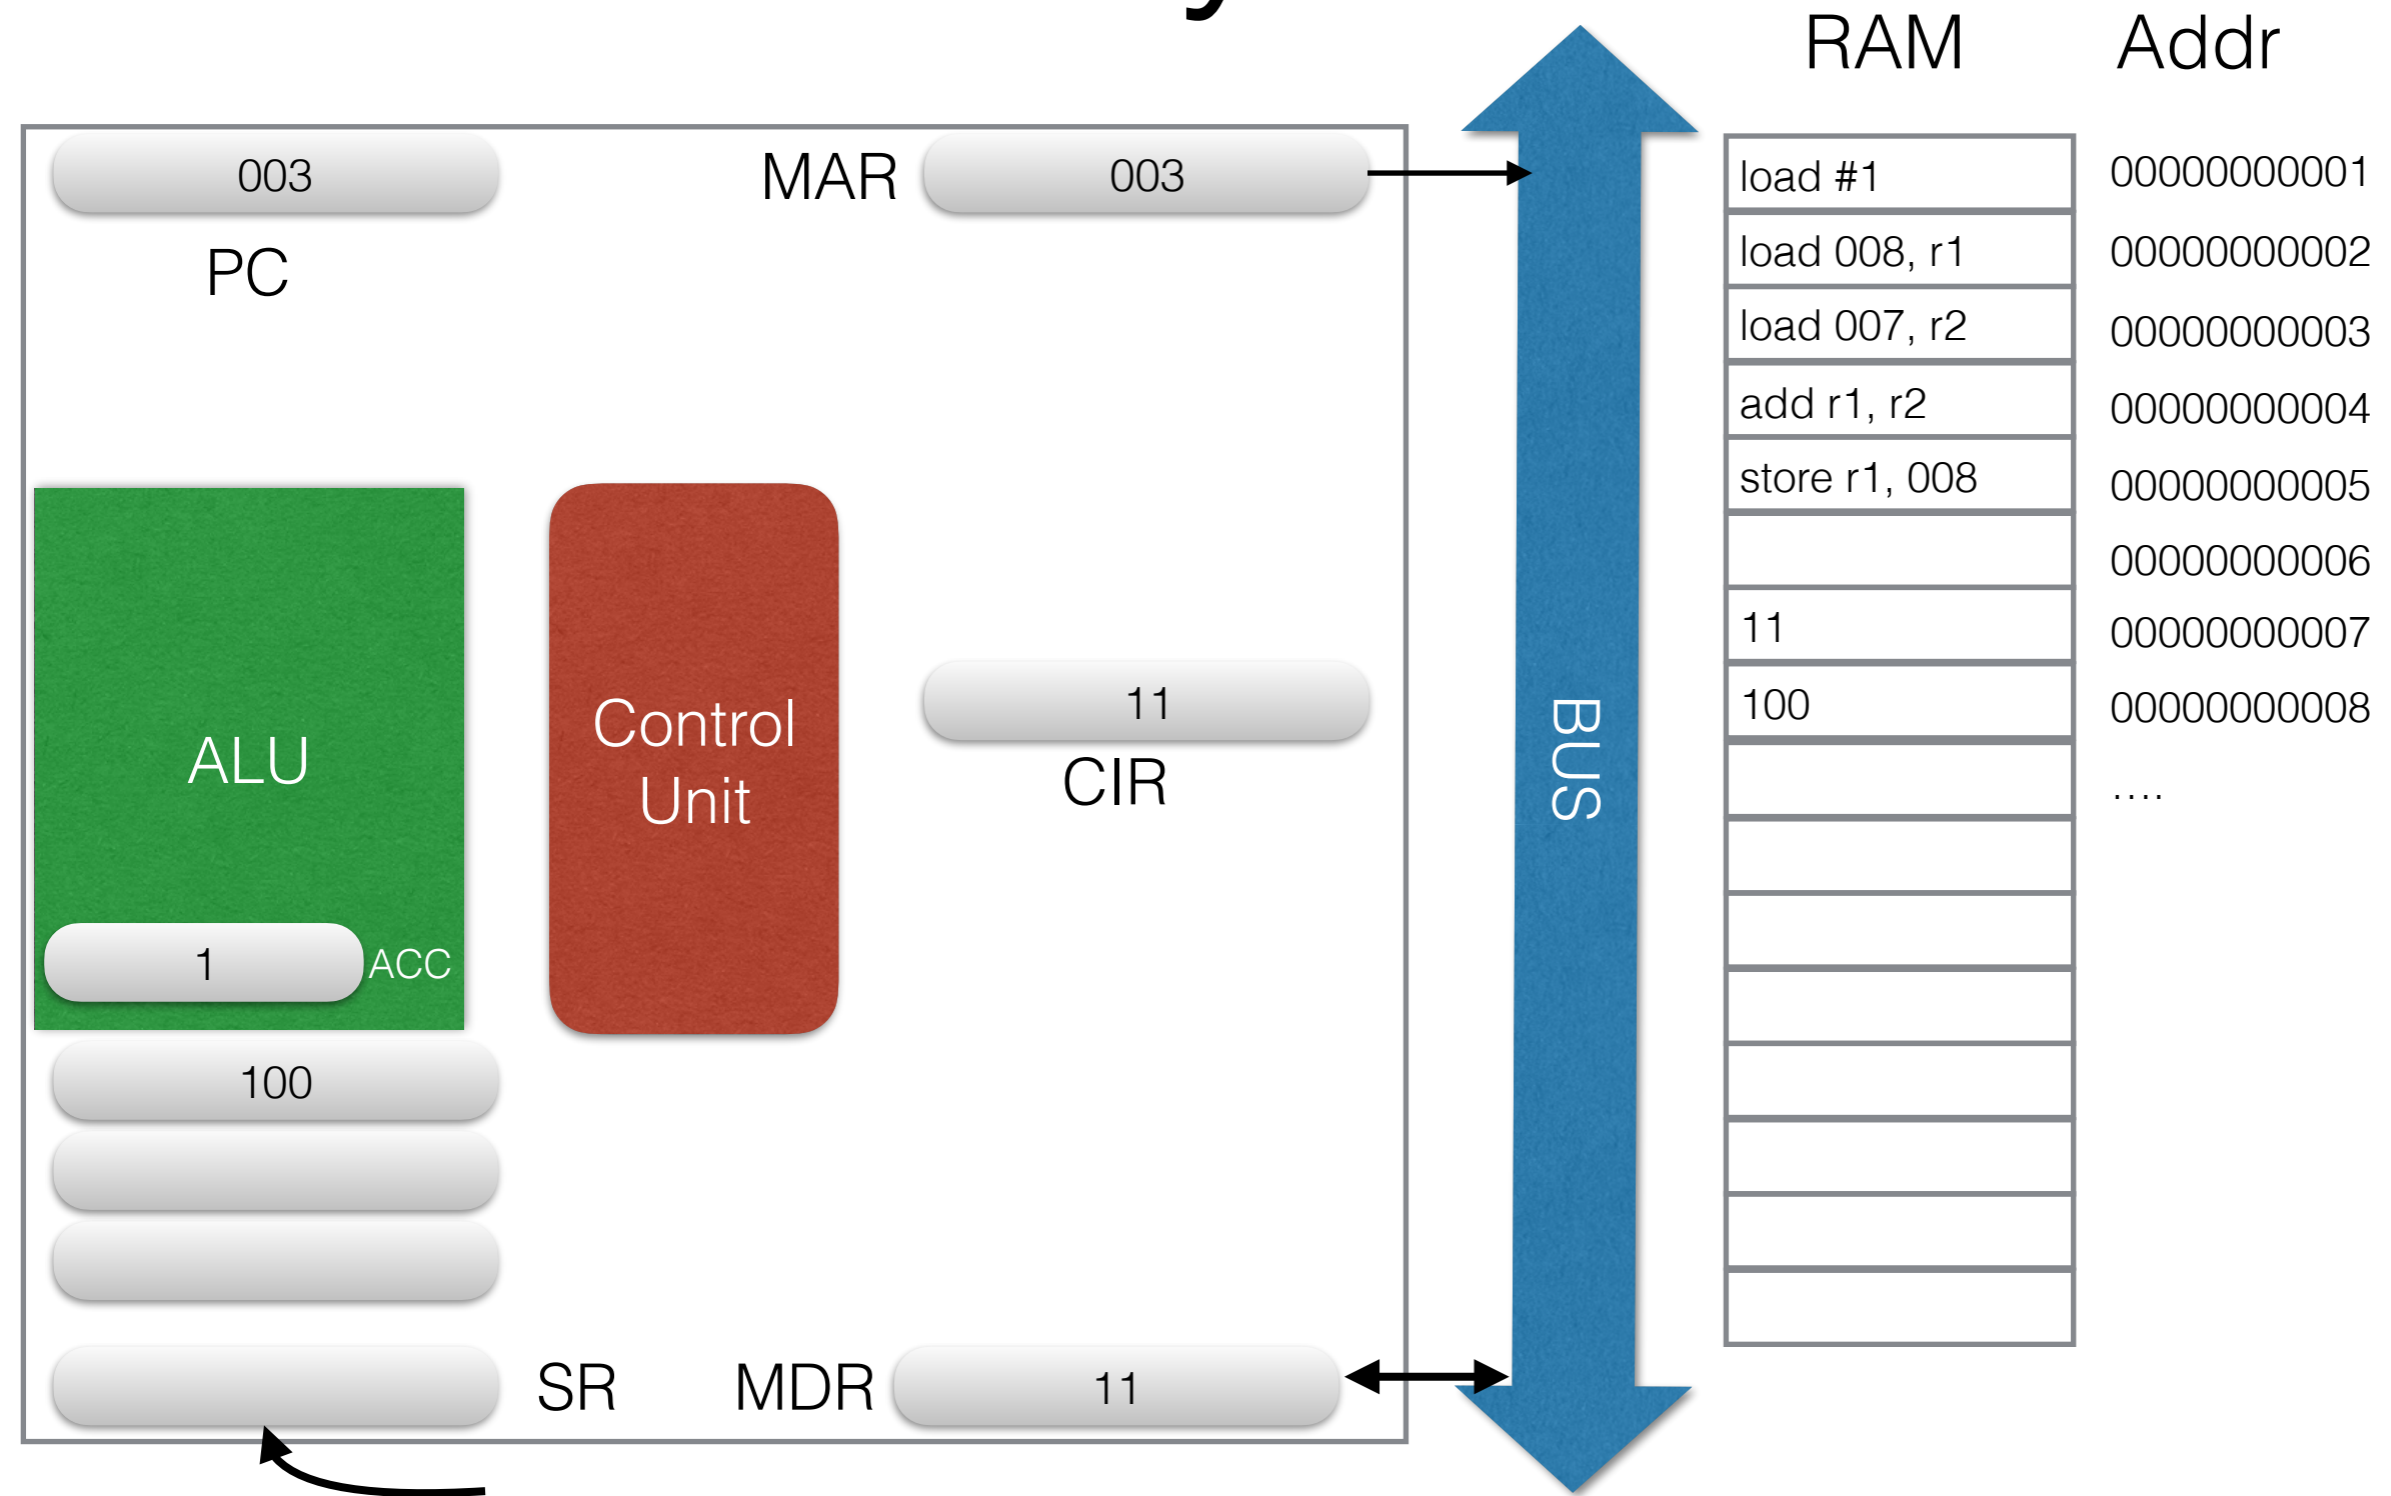 RAM Addr
003
PC
MAR
003
ALU
1
ACC
100
Control
Unit
11
CIR
SR
MDR
11
BUS
load #1 00000000001
load 008, r1 00000000002
load 007, r2 00000000003
add r1, r2 00000000004
store r1, 008 00000000005
00000000006
11 00000000007
100 00000000008
....